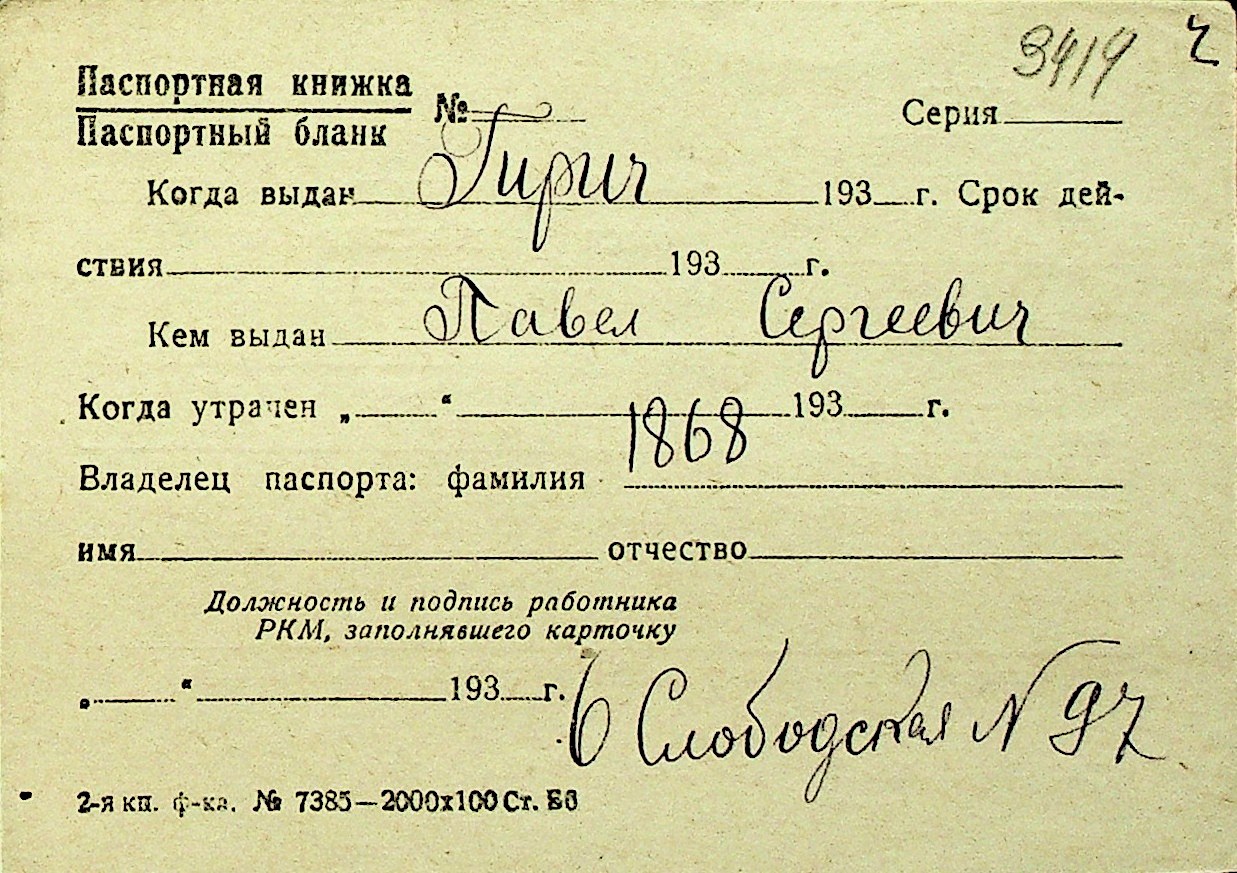 3419 2
Паспортная книжка
Паспортный бланк № Серия
Гирич
Когда выдан 193 г. Срок дей-
ствия 193 г.
Павел Сергеевич
Кем выдан
Когда утрачен „ “ 193 г.
1868
Владелец паспорта: фамилия
имя отчество
Должность и подпись работника
РКМ, заполнявшего карточку
„ “ 193 г.
6 Слободская N 97
2-я кн. ф-ка. № 7385—2000х100 Ст. Бб